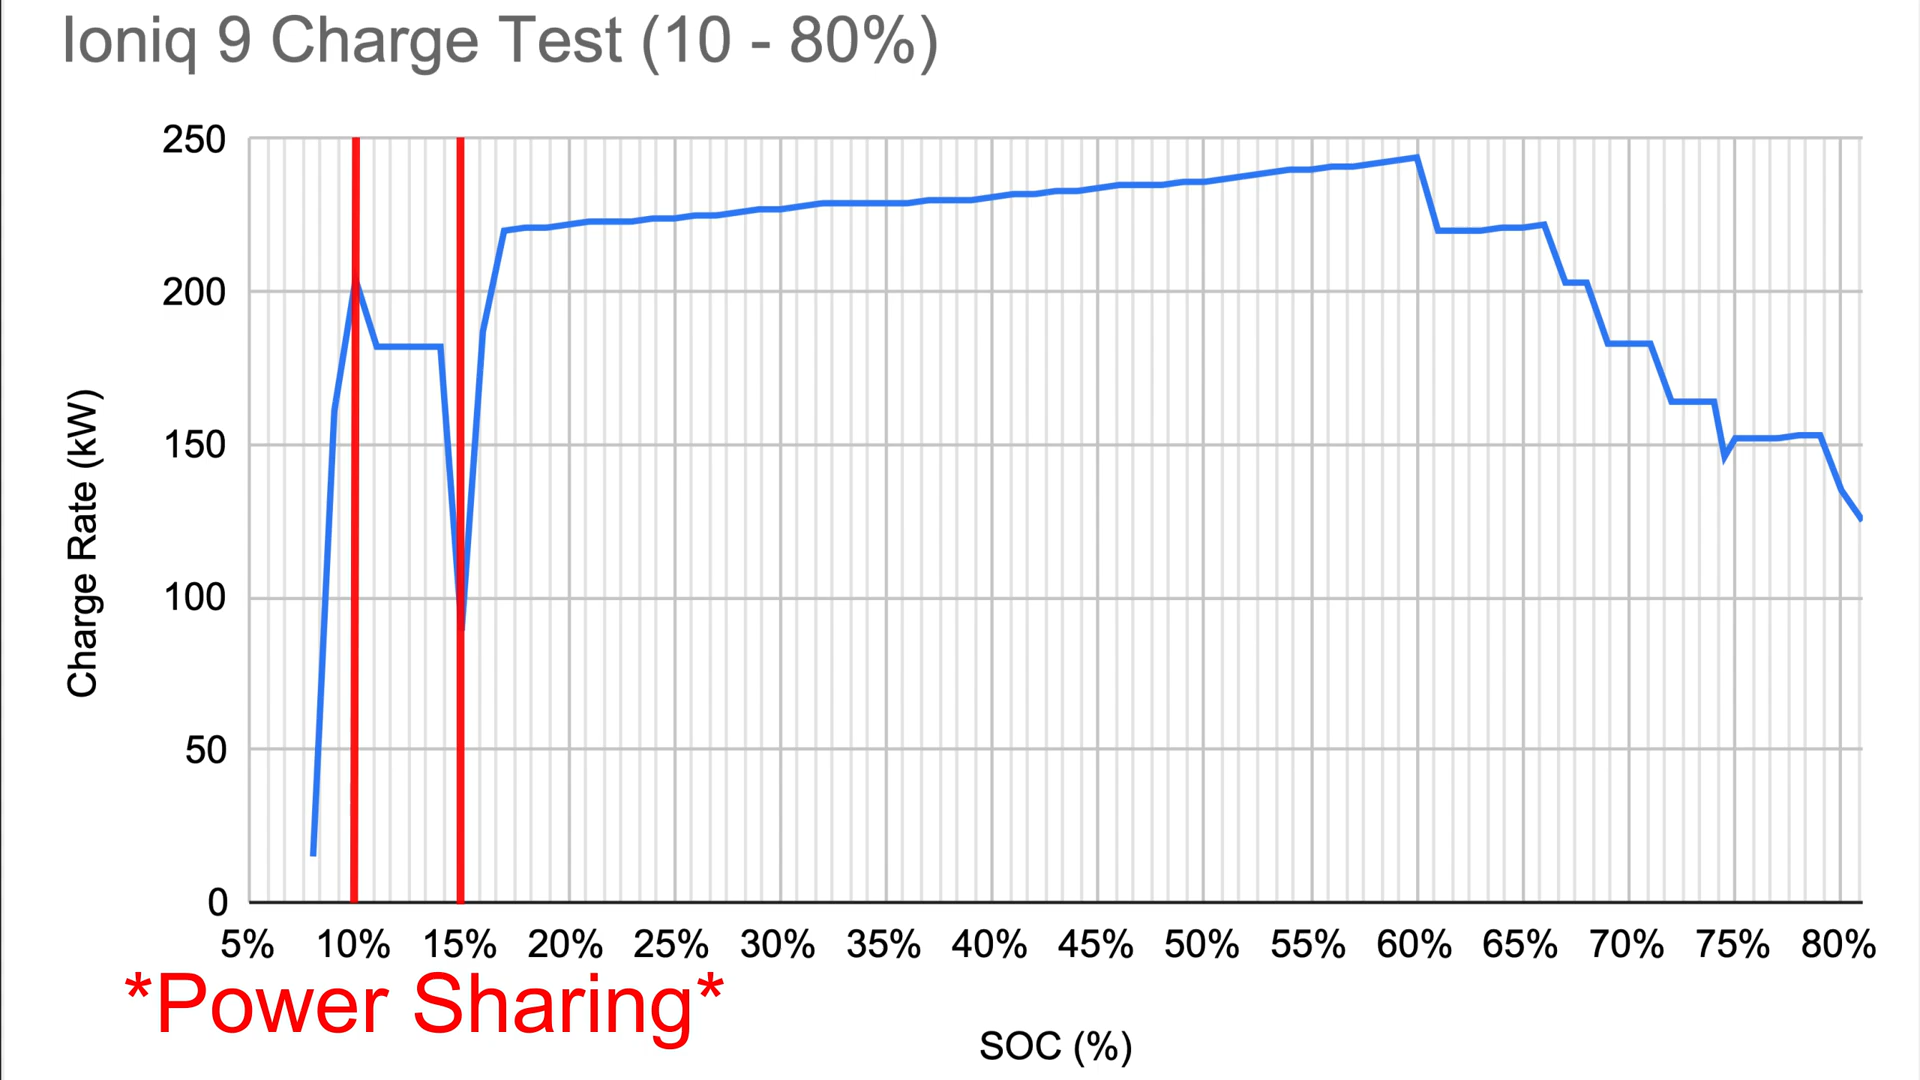 Ioniq 9 Charge Test (10 - 80%)
250
200
150
100
50
0
Charge Rate (kW)
5% 10% 15% 20% 25% 30% 35% 40% 45% 50% 55% 60% 65% 70% 75% 80%
*Power Sharing*
SOC (%)